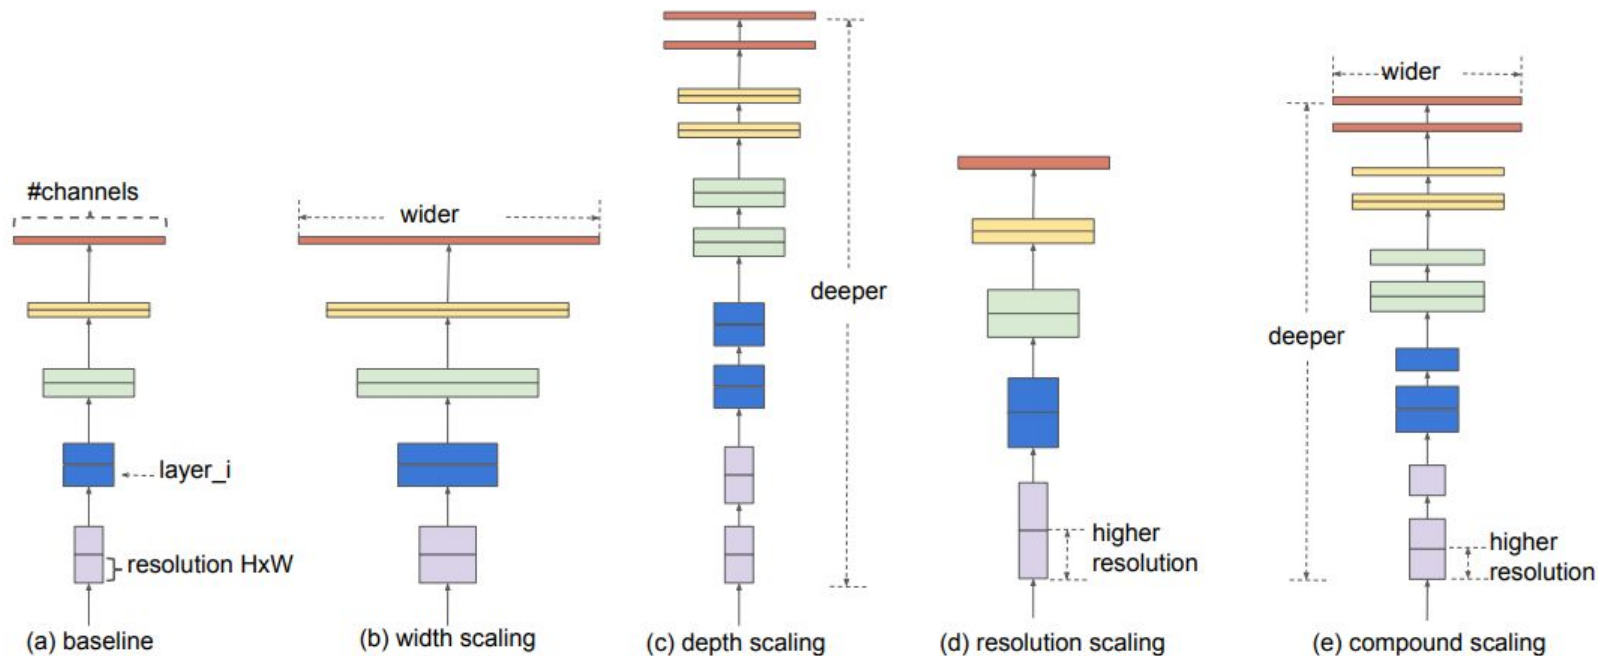 #channels
layer_i
resolution HxW
(a) baseline
wider
(b) width scaling
deeper
(c) depth scaling
higher
resolution
(d) resolution scaling
wider
deeper
higher
resolution
(e) compound scaling